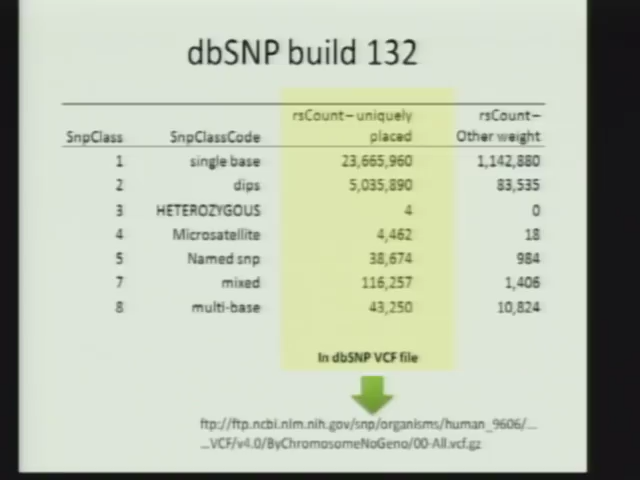 dbSNP build 132
SnpClass SnpClassCode rsCount – uniquely placed rsCount – Other weight
1 single base 23,665,960 1,142,880
2 dips 5,035,890 83,535
3 HETEROZYGOUS 4 0
4 Microsatellite 4,462 18
5 Named snp 38,674 984
7 mixed 116,257 1,406
8 multi-base 43,250 10,824
In dbSNP VCF file
ftp://ftp.ncbi.nlm.nih.gov/snp/organisms/human_9606/...
...VCF/v4.0/ByChromosomeNoGeno/00-All.vcf.gz